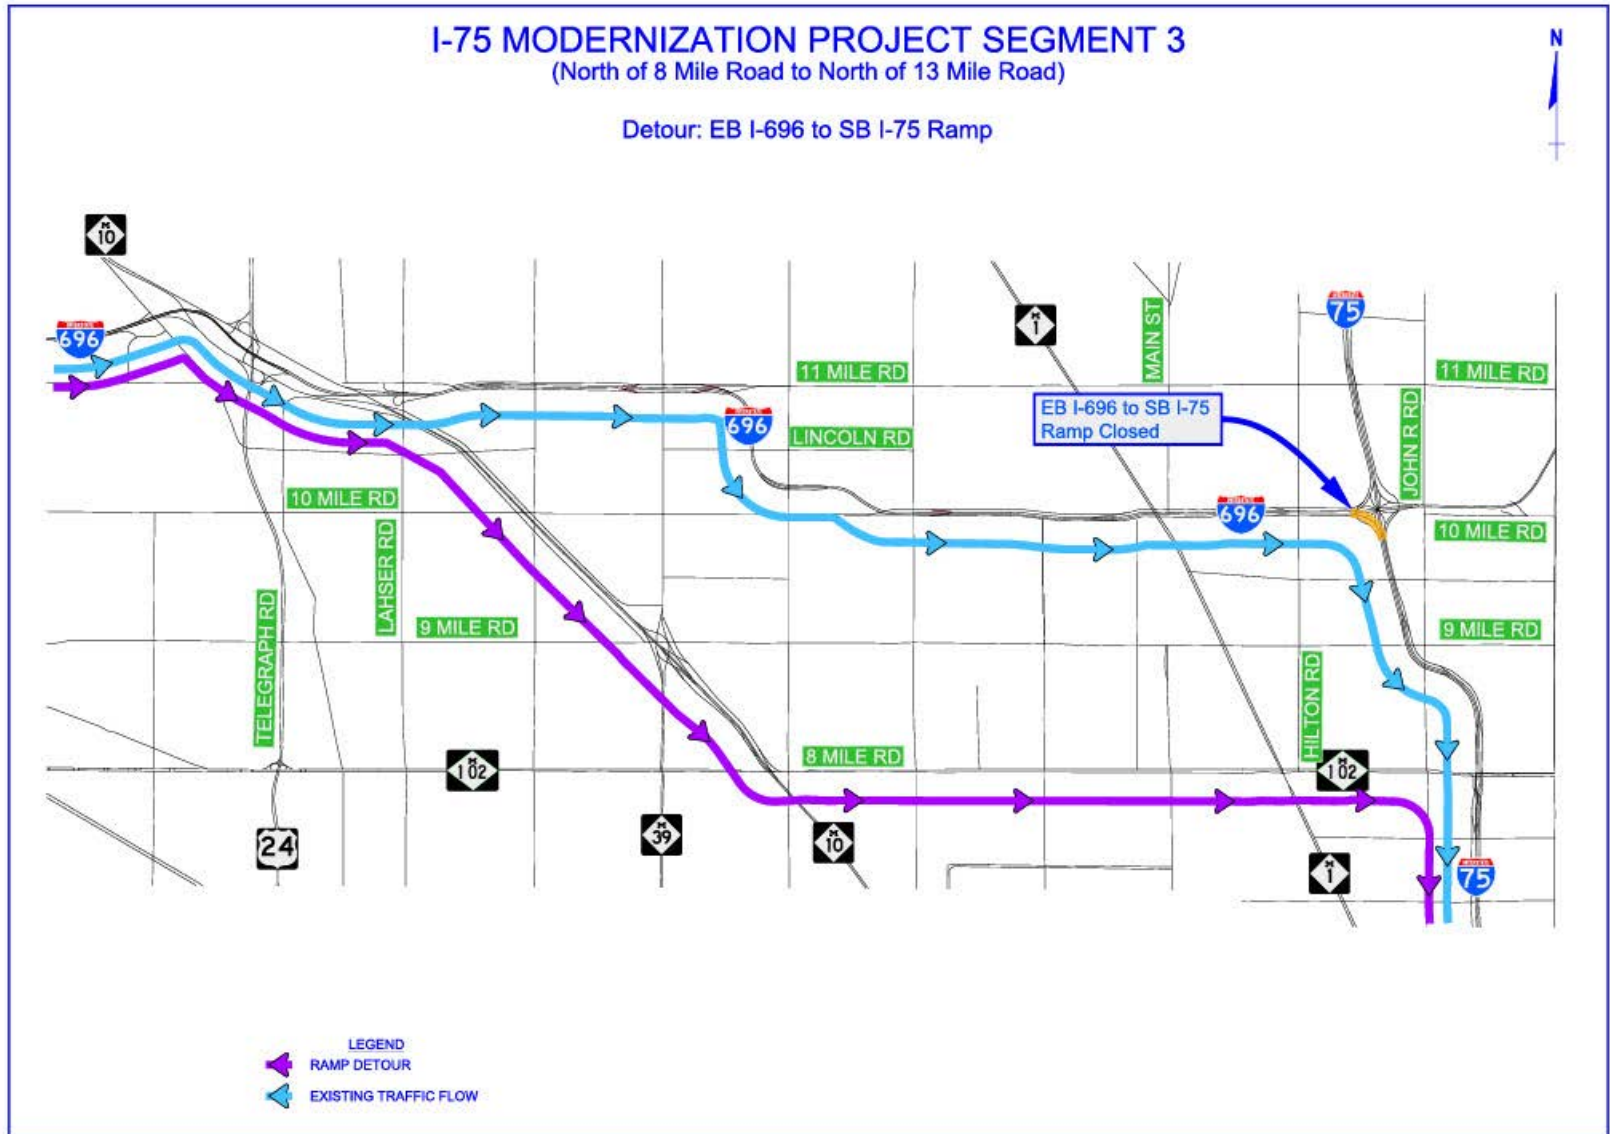 I-75 MODERNIZATION PROJECT SEGMENT 3
(North of 8 Mile Road to North of 13 Mile Road)
Detour: EB I-696 to SB I-75 Ramp
N
M
10
696
M
1
MAIN ST
75
11 MILE RD
11 MILE RD
JOHN R RD
EB I-696 to SB I-75
Ramp Closed
696
LINCOLN RD
10 MILE RD
696
10 MILE RD
LAHSER RD
TELEGRAPH RD
9 MILE RD
9 MILE RD
HILTON RD
8 MILE RD
M
102
M
102
24
M
39
M
10
M
1
75
LEGEND
RAMP DETOUR
EXISTING TRAFFIC FLOW